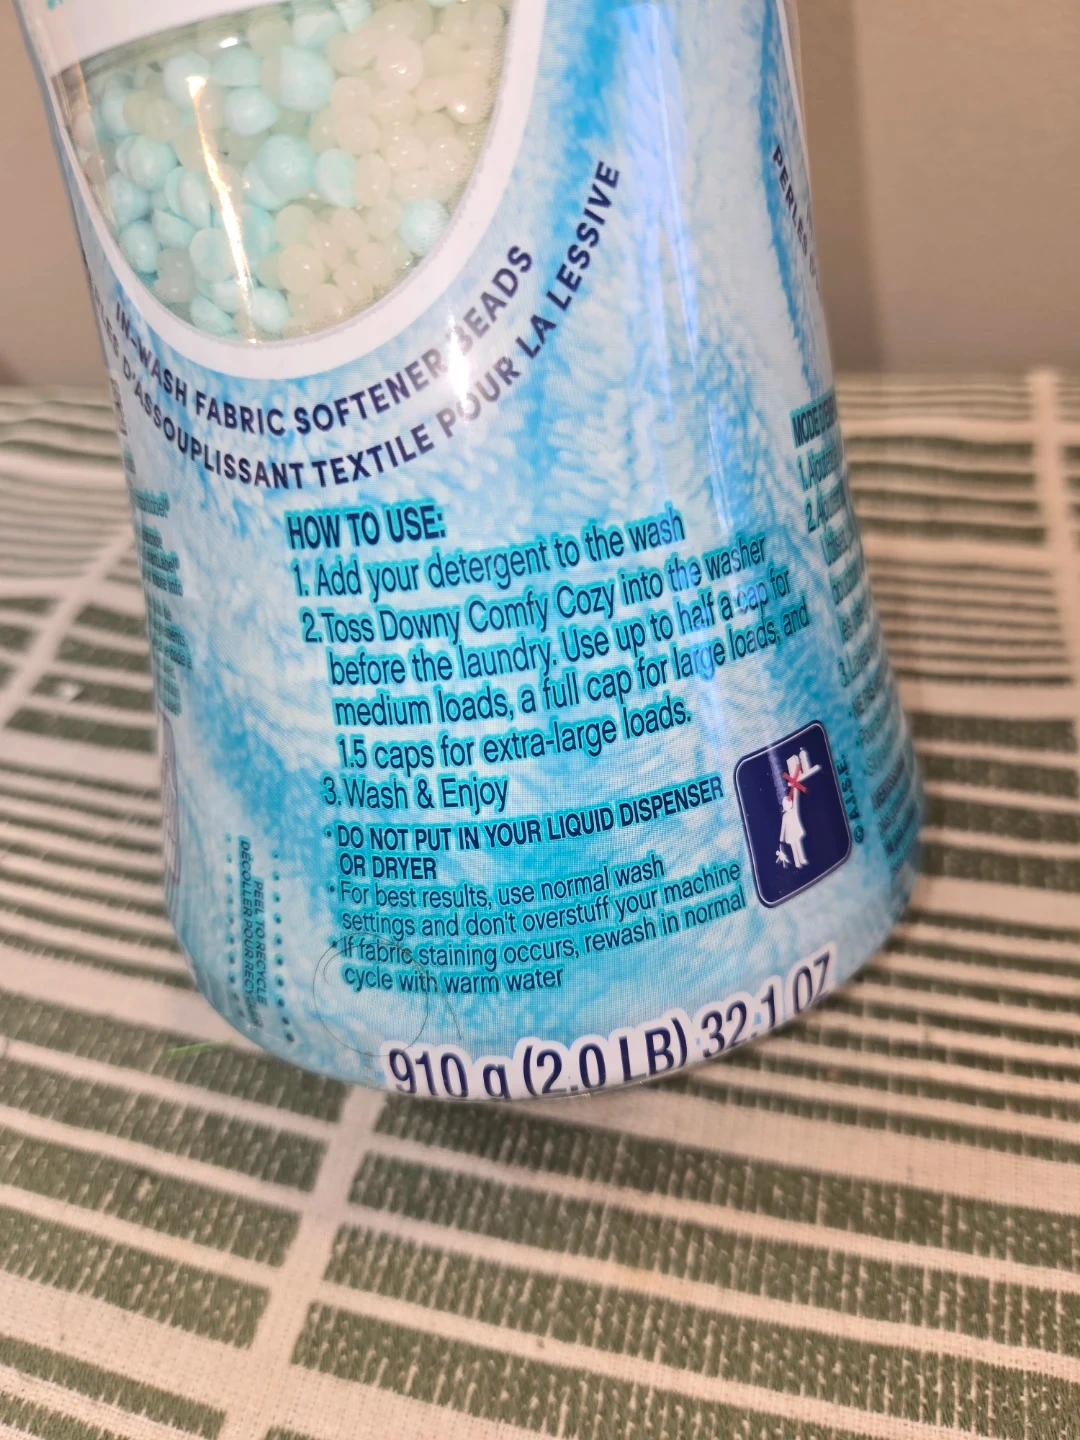 IN-WASH FABRIC SOFTENER BEADS
D'ASSOUPLISSANT TEXTILE POUR LA LESSIVE
PERLES
HOW TO USE:
1. Add your detergent to the wash
2. Toss Downy Comfy Cozy into the washer
before the laundry. Use up to half a cap for
medium loads, a full cap for large loads, and
1.5 caps for extra-large loads.
3. Wash & Enjoy
• DO NOT PUT IN YOUR LIQUID DISPENSER
OR DRYER
• For best results, use normal wash
settings and don't overstuff your machine
• If fabric staining occurs, rewash in normal
cycle with warm water
© A.I.S.E.
PEEL TO RECYCLE
DÉCOLLER POUR RECYCLER
910 g (2.0 LB) 32.1 OZ